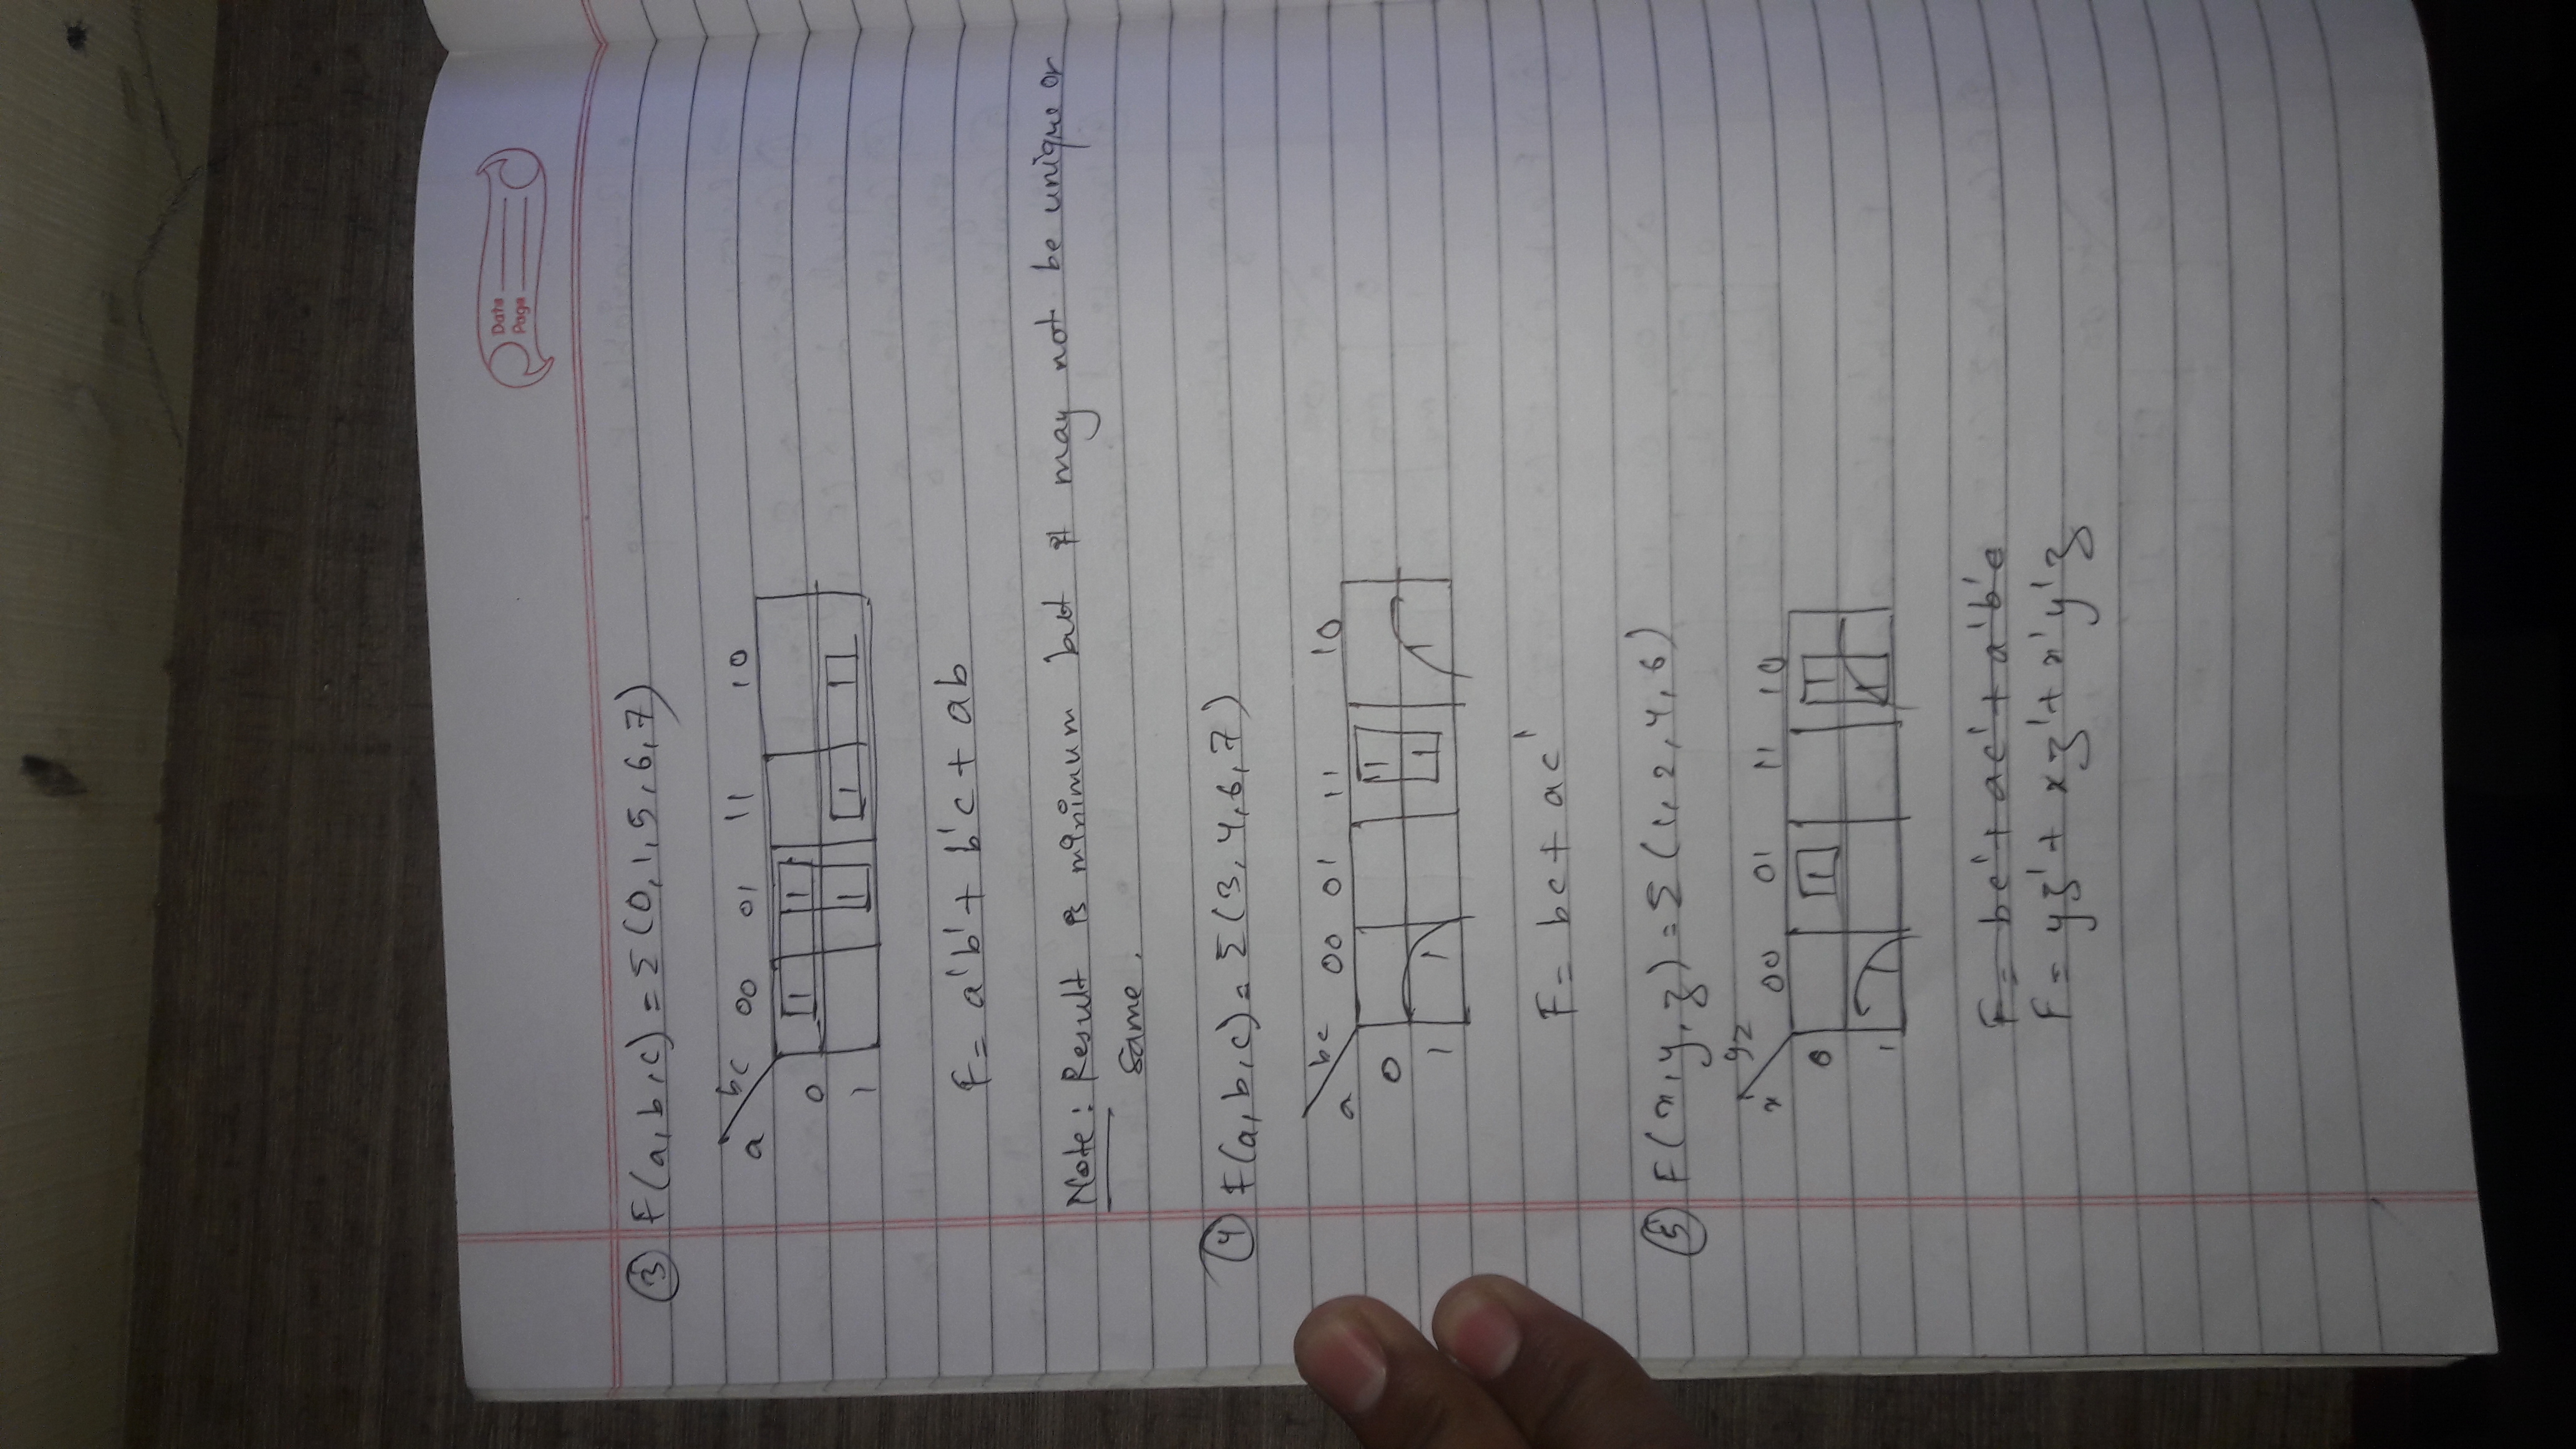 Date
Page
③ F(a,b,c) = Σ(0,1,5,6,7)
a bc 00 01 11 10
0 1 1
1 1 1 1
F = a'b' + b'c + ab
Note: Result is minimum but it may not be unique or
same.
④ F(a,b,c) = Σ(3,4,6,7)
a bc 00 01 11 10
0 1
1 1 1 1
F = bc + ac'
⑤ F(x,y,z) = Σ(1,2,4,6)
x yz 00 01 11 10
0 1 1
1 1 1
F = bc' + ac' + a'b'c
F = yz' + xz' + x'y'z